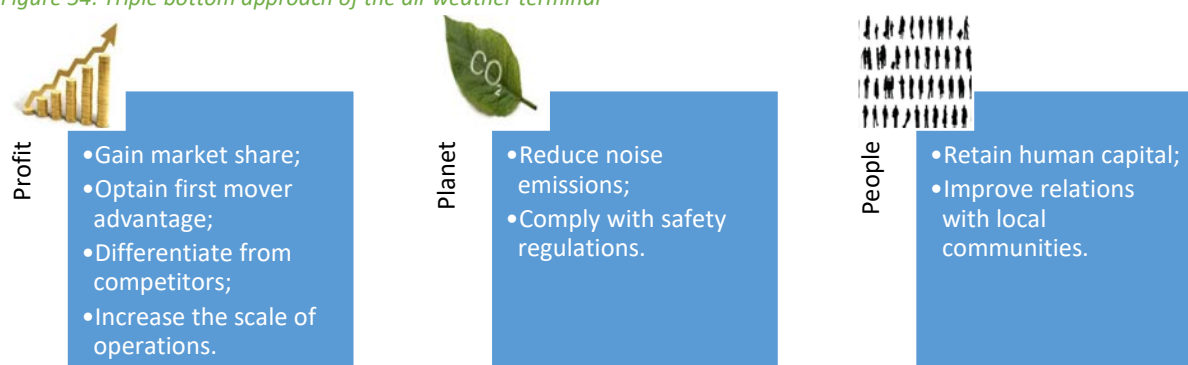 Figure 34: Triple bottom approach of the all weather terminal
CO₂
Profit
•Gain market share;
•Optain first mover
advantage;
•Differentiate from
competitors;
•Increase the scale of
operations.
Planet
•Reduce noise
emissions;
•Comply with safety
regulations.
People
•Retain human capital;
•Improve relations
with local
communities.